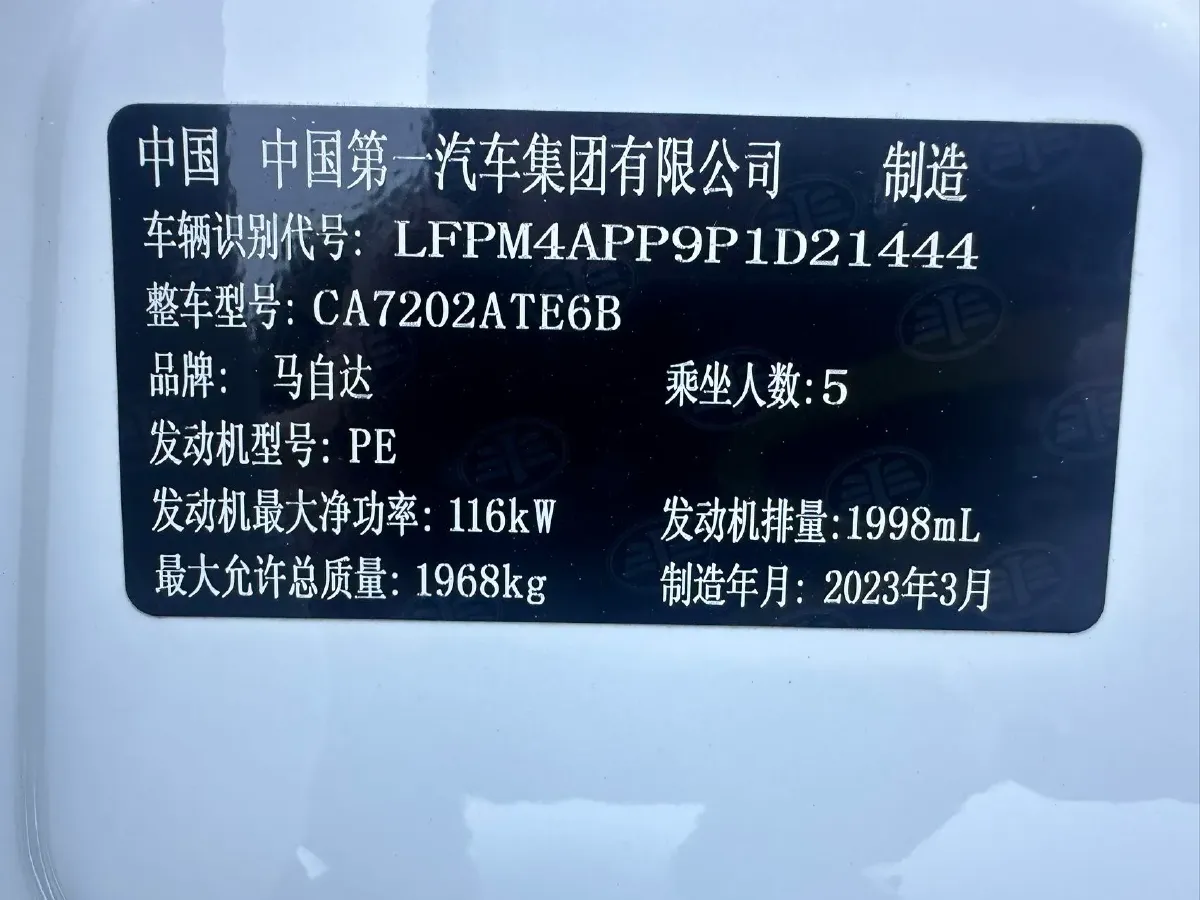 中国 中国第一汽车集团有限公司 制造
车辆识别代号: LFPM4APP9P1D21444
整车型号: CA7202ATE6B
品牌: 马自达 乘坐人数:5
发动机型号: PE
发动机最大净功率: 116kW 发动机排量:1998mL
最大允许总质量: 1968kg 制造年月: 2023年3月